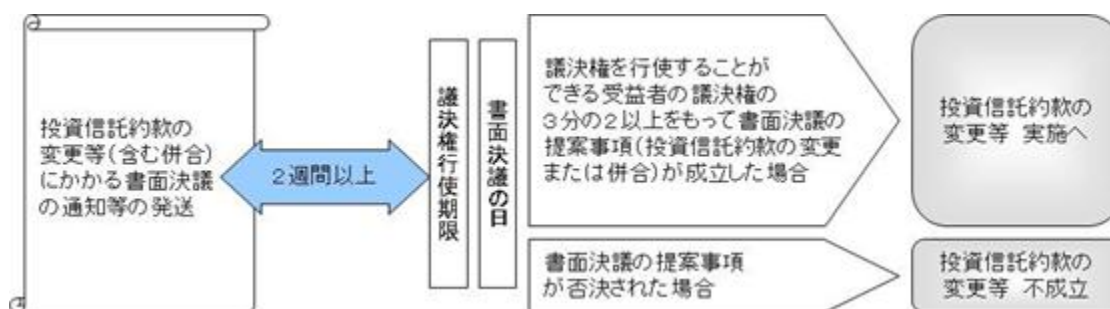 投資信託約款の
変更等(含む併合)
にかかる書面決議
の通知等の発送
2週間以上
議決権行使期限
書面決議の日
議決権を行使することが
できる受益者の議決権の
3分の2以上をもって書面決議の
提案事項(投資信託約款の変更
または併合)が成立した場合
投資信託約款の
変更等 実施へ
書面決議の提案事項
が否決された場合
投資信託約款の
変更等 不成立